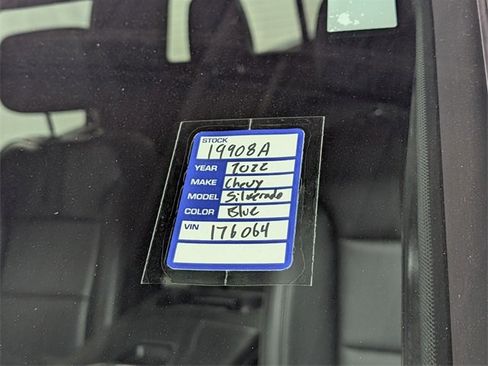 STOCK
19908A
YEAR 2022
MAKE Chevy
MODEL Silverado
COLOR Blue
VIN 176064